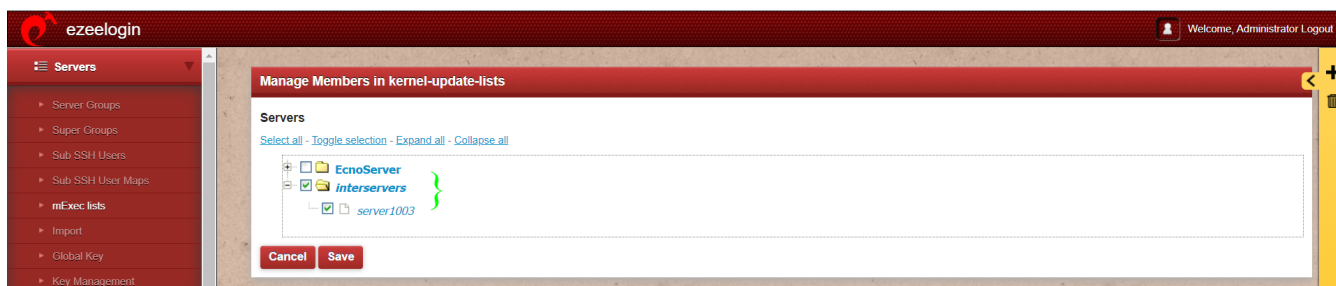 ezeelogin
Welcome, Administrator Logout
Servers
Server Groups
Super Groups
Sub SSH Users
Sub SSH User Maps
mExec lists
Import
Global Key
Key Management
Manage Members in kernel-update-lists
Servers
Select all - Toggle selection - Expand all - Collapse all
EcnoServer
interservers
server1003
Cancel Save